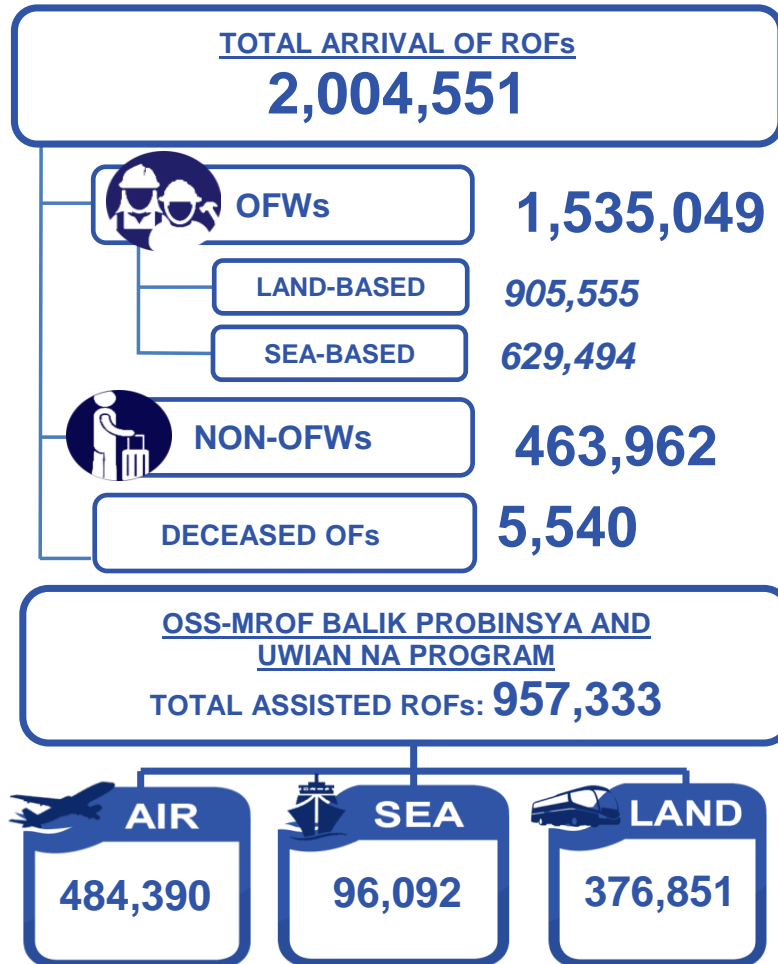 TOTAL ARRIVAL OF ROFs
2,004,551
OFWs 1,535,049
LAND-BASED 905,555
SEA-BASED 629,494
NON-OFWs 463,962
DECEASED OFs 5,540
OSS-MROF BALIK PROBINSYA AND
UWIAN NA PROGRAM
TOTAL ASSISTED ROFs: 957,333
AIR SEA LAND
484,390 96,092 376,851